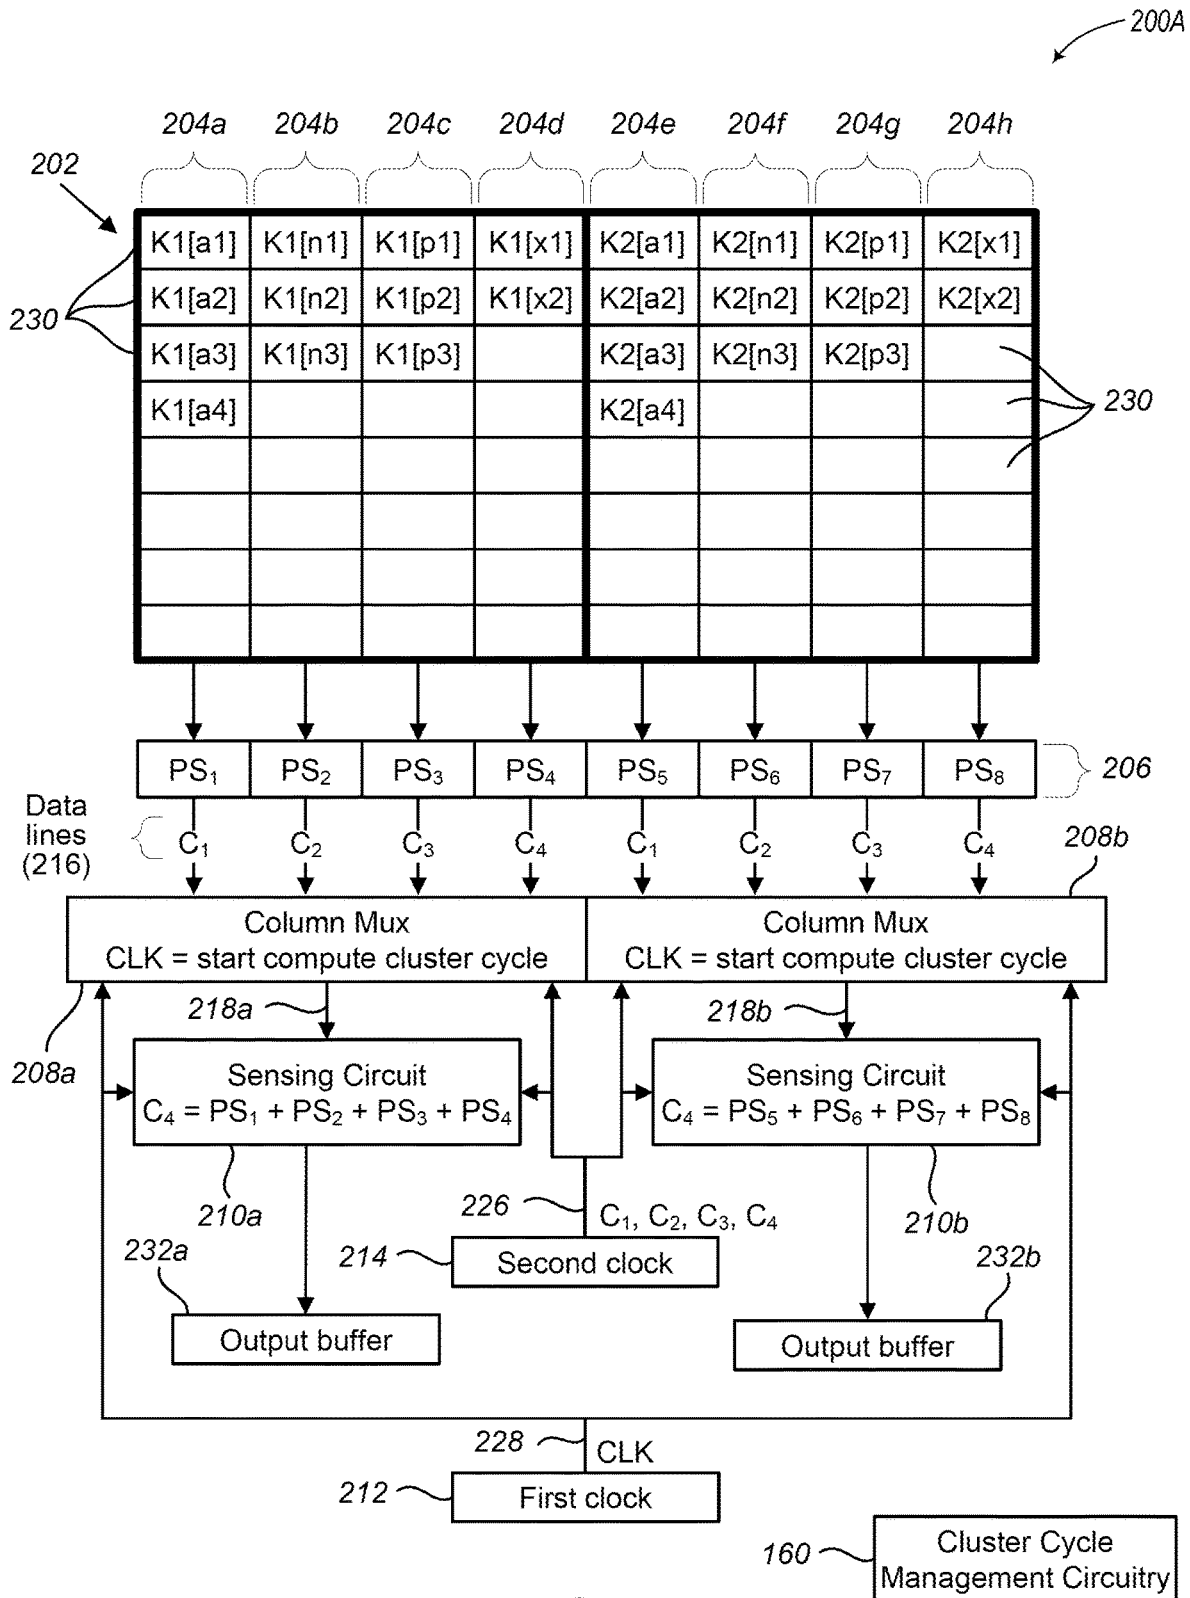 200A
204a 204b 204c 204d 204e 204f 204g 204h
202
K1[a1] K1[n1] K1[p1] K1[x1] K2[a1] K2[n1] K2[p1] K2[x1]
K1[a2] K1[n2] K1[p2] K1[x2] K2[a2] K2[n2] K2[p2] K2[x2]
230
K1[a3] K1[n3] K1[p3] K2[a3] K2[n3] K2[p3]
K1[a4] K2[a4]
230
PS₁ PS₂ PS₃ PS₄ PS₅ PS₆ PS₇ PS₈
206
Data
lines
(216)
C₁ C₂ C₃ C₄ C₁ C₂ C₃ C₄
208b
Column Mux
CLK = start compute cluster cycle
Column Mux
CLK = start compute cluster cycle
218a
218b
208a
Sensing Circuit
C₄ = PS₁ + PS₂ + PS₃ + PS₄
Sensing Circuit
C₄ = PS₅ + PS₆ + PS₇ + PS₈
210a
226
C₁, C₂, C₃, C₄
210b
232a
214
Second clock
232b
Output buffer
Output buffer
228
CLK
212
First clock
160
Cluster Cycle
Management Circuitry